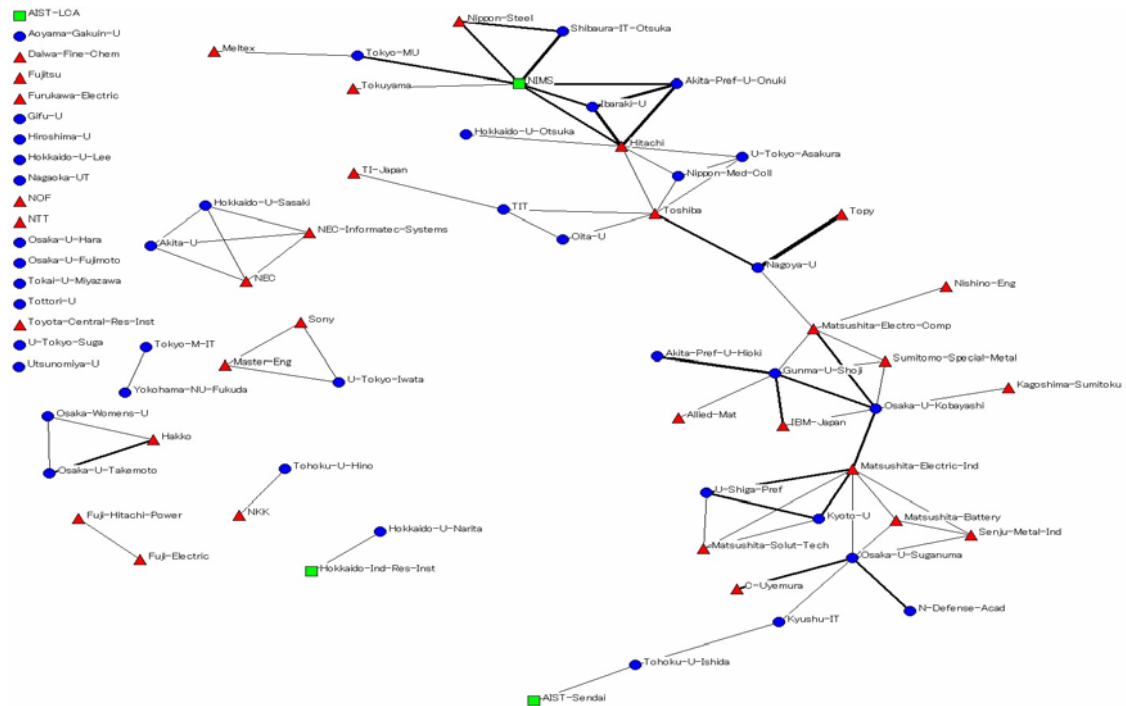 AIST-LCA
Aoyama-Gakuin-U
Daiwa-Fine-Chem
Fujitsu
Furukawa-Electric
Gifu-U
Hiroshima-U
Hokkaido-U-Lee
Nagaoka-UT
NOF
NTT
Osaka-U-Hara
Osaka-U-Fujimoto
Tokai-U-Miyazawa
Tottori-U
Toyota-Central-Res-Inst
U-Tokyo-Suga
Utsunomiya-U
Nippon-Steel
Shibaura-IT-Otsuka
Meltex
Tokyo-MU
NIMS
Akita-Pref-U-Onuki
Tokuyama
Ibaraki-U
Hokkaido-U-Otsuka
Hitachi
U-Tokyo-Asakura
TI-Japan
Nippon-Med-Coll
Hokkaido-U-Sasaki
TIT
Toshiba
Topy
NEC-Informatec-Systems
Akita-U
Oita-U
NEC
Nagoya-U
Nishino-Eng
Sony
Matsushita-Electro-Comp
Tokyo-M-IT
Akita-Pref-U-Hioki
Master-Eng
Sumitomo-Special-Metal
Gunma-U-Shoji
U-Tokyo-Iwata
Kagoshima-Sumitoku
Yokohama-NU-Fukuda
Osaka-U-Kobayashi
Osaka-Womens-U
Allied-Mat
IBM-Japan
Hakko
Osaka-U-Takemoto
Tohoku-U-Hino
Matsushita-Electric-Ind
U-Shiga-Pref
Fuji-Hitachi-Power
NKK
Kyoto-U
Matsushita-Battery
Hokkaido-U-Narita
Senju-Metal-Ind
Matsushita-Solut-Tech
Fuji-Electric
Osaka-U-Suganuma
Hokkaido-Ind-Res-Inst
C-Uyemura
N-Defense-Acad
Kyushu-IT
Tohoku-U-Ishida
AIST-Sendai